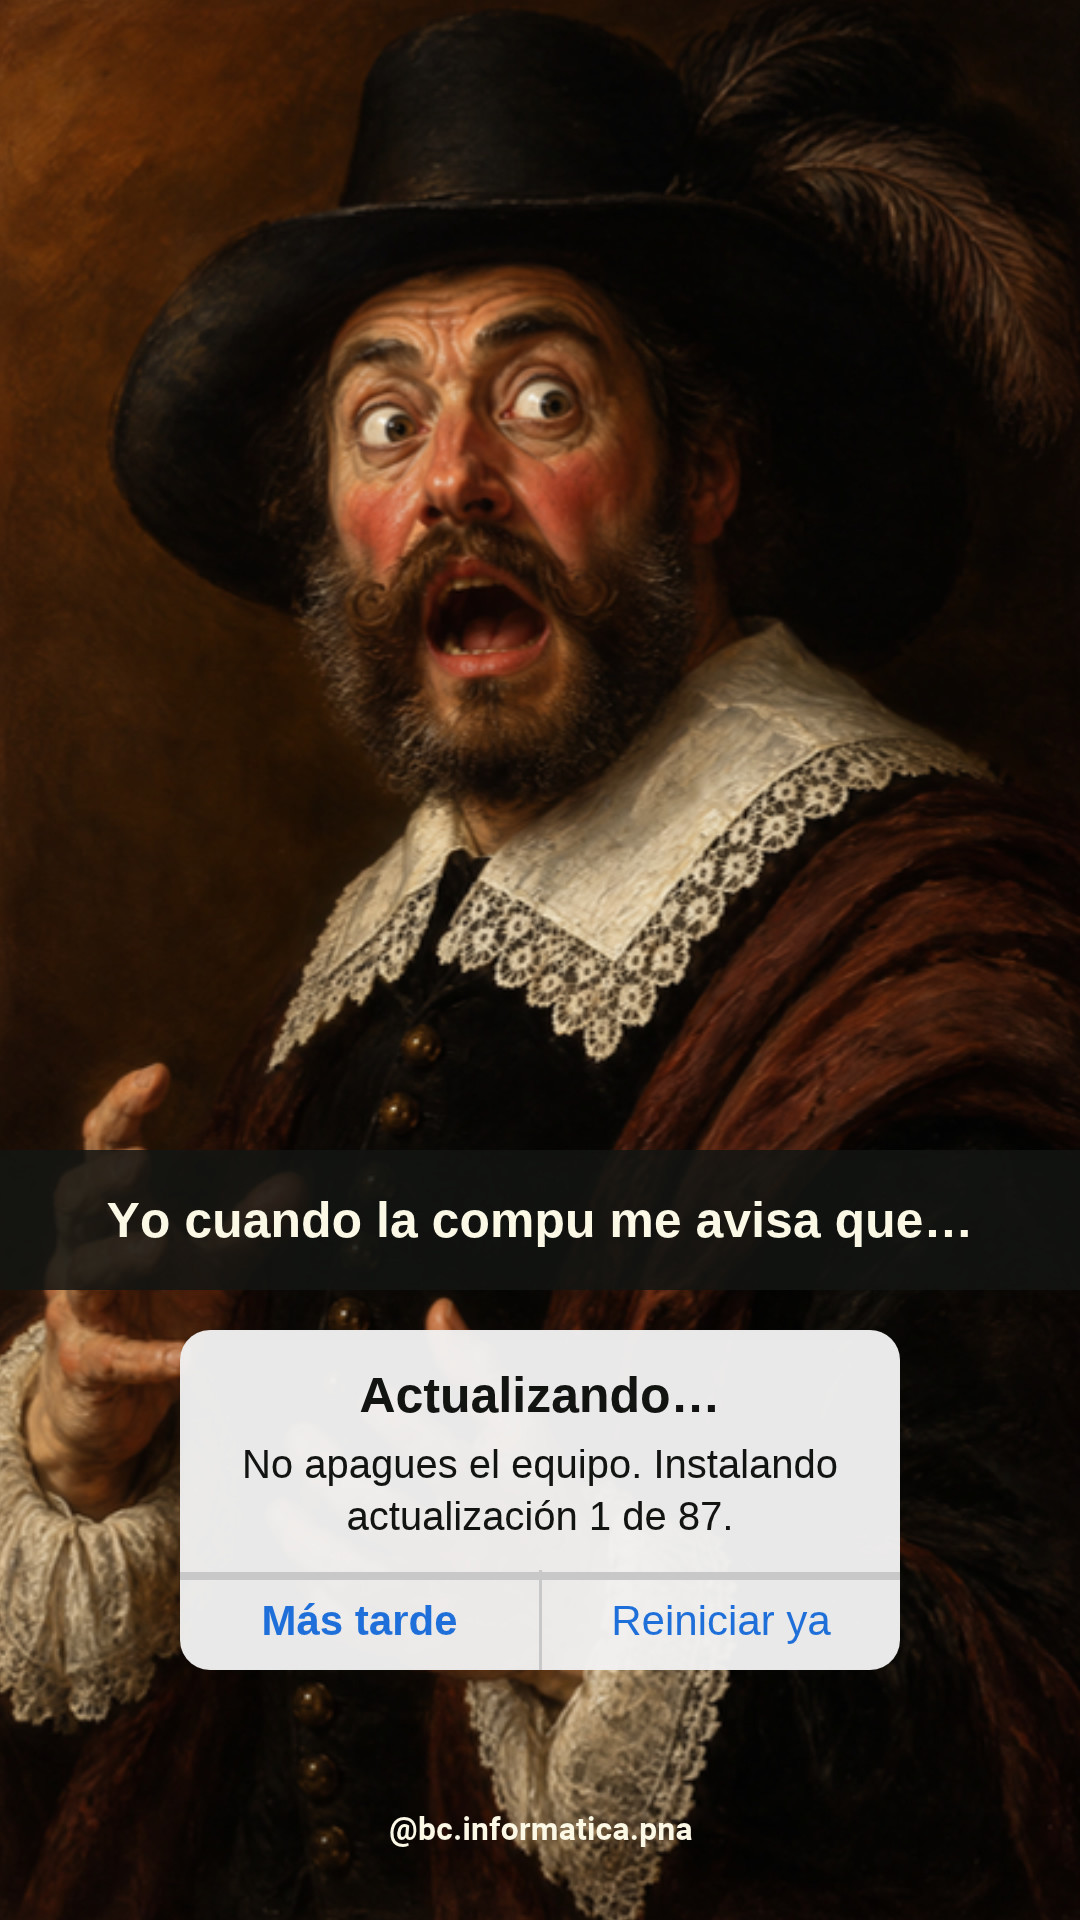 Yo cuando la compu me avisa que…
Actualizando…
No apagues el equipo. Instalando
actualización 1 de 87.
Más tarde
Reiniciar ya
@bc.informatica.pna